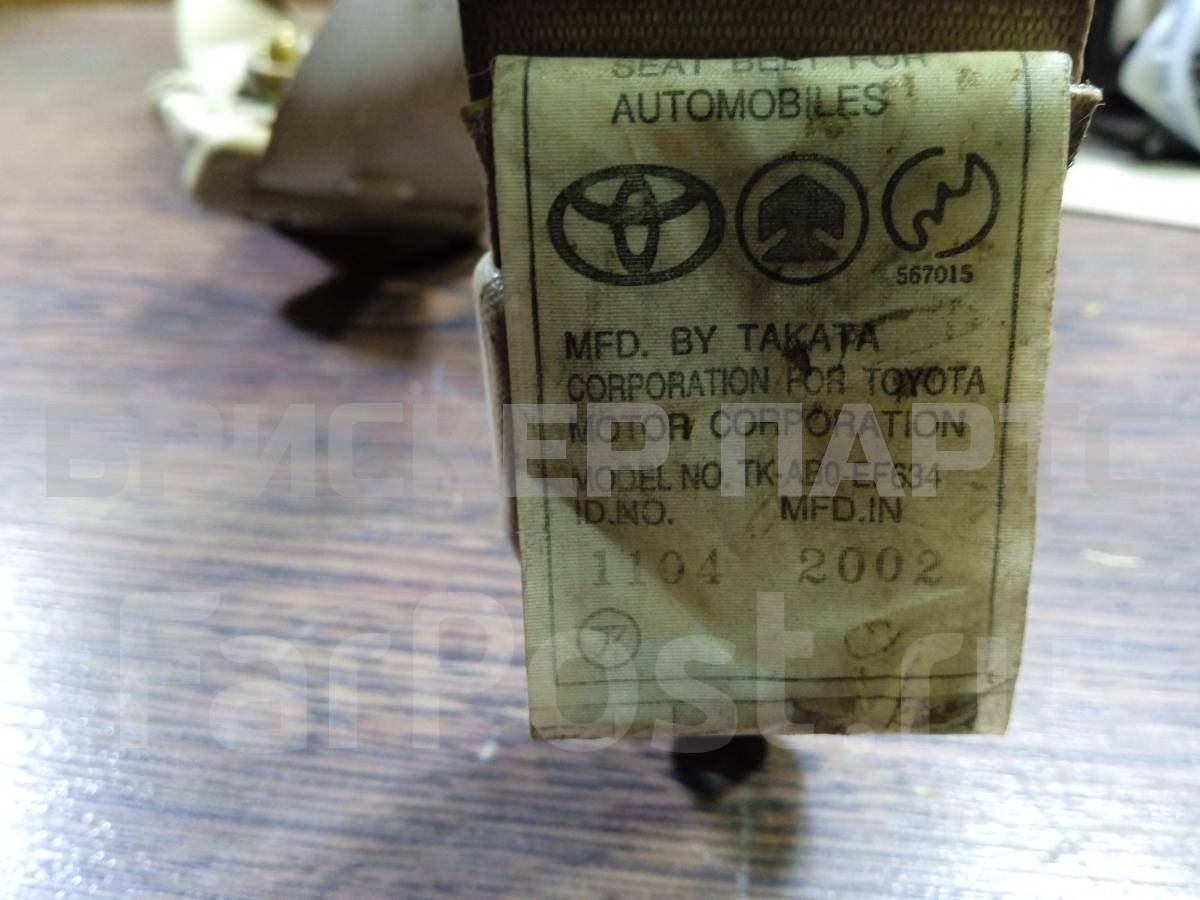 SEAT BELT FOR
AUTOMOBILES
567015
MFD. BY TAKATA
CORPORATION FOR TOYOTA
MOTOR CORPORATION
БРИСКЕР ПАРТС
MODEL NO. TK-AB0-EF634
ID.NO. MFD.IN
1104 2002
FarPost.ru